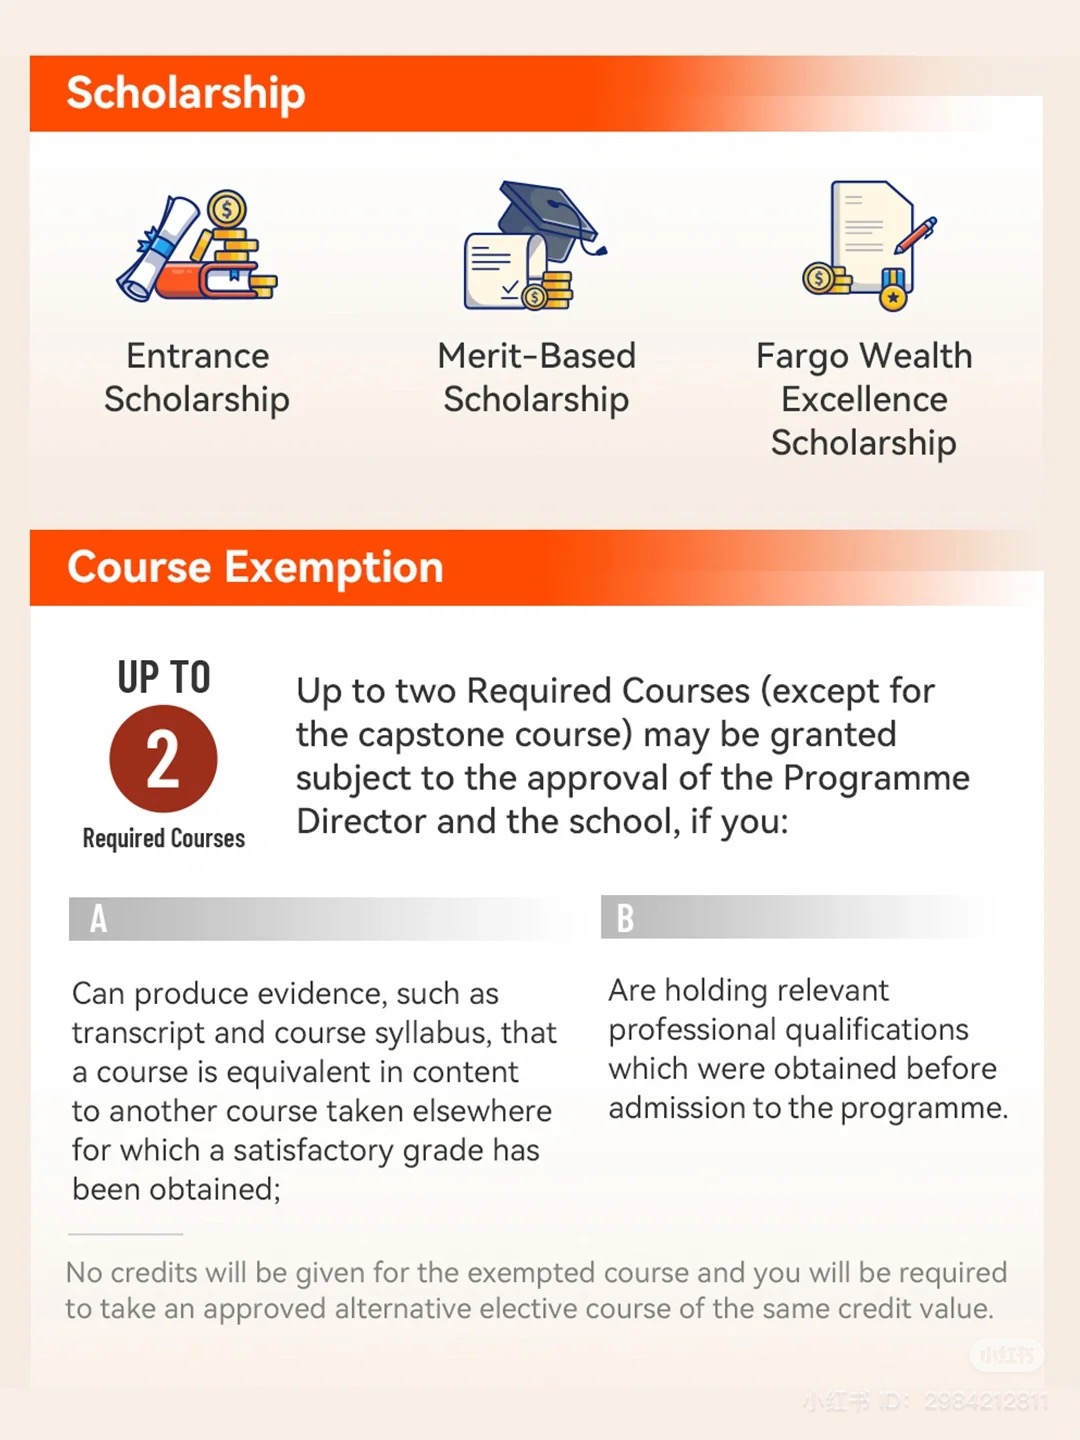 Scholarship
Entrance
Scholarship
Merit-Based
Scholarship
Fargo Wealth
Excellence
Scholarship
Course Exemption
UP TO
2
Required Courses
Up to two Required Courses (except for
the capstone course) may be granted
subject to the approval of the Programme
Director and the school, if you:
A
Can produce evidence, such as
transcript and course syllabus, that
a course is equivalent in content
to another course taken elsewhere
for which a satisfactory grade has
been obtained;
B
Are holding relevant
professional qualifications
which were obtained before
admission to the programme.
No credits will be given for the exempted course and you will be required
to take an approved alternative elective course of the same credit value.
小红书
小红书 ID: 2984212811